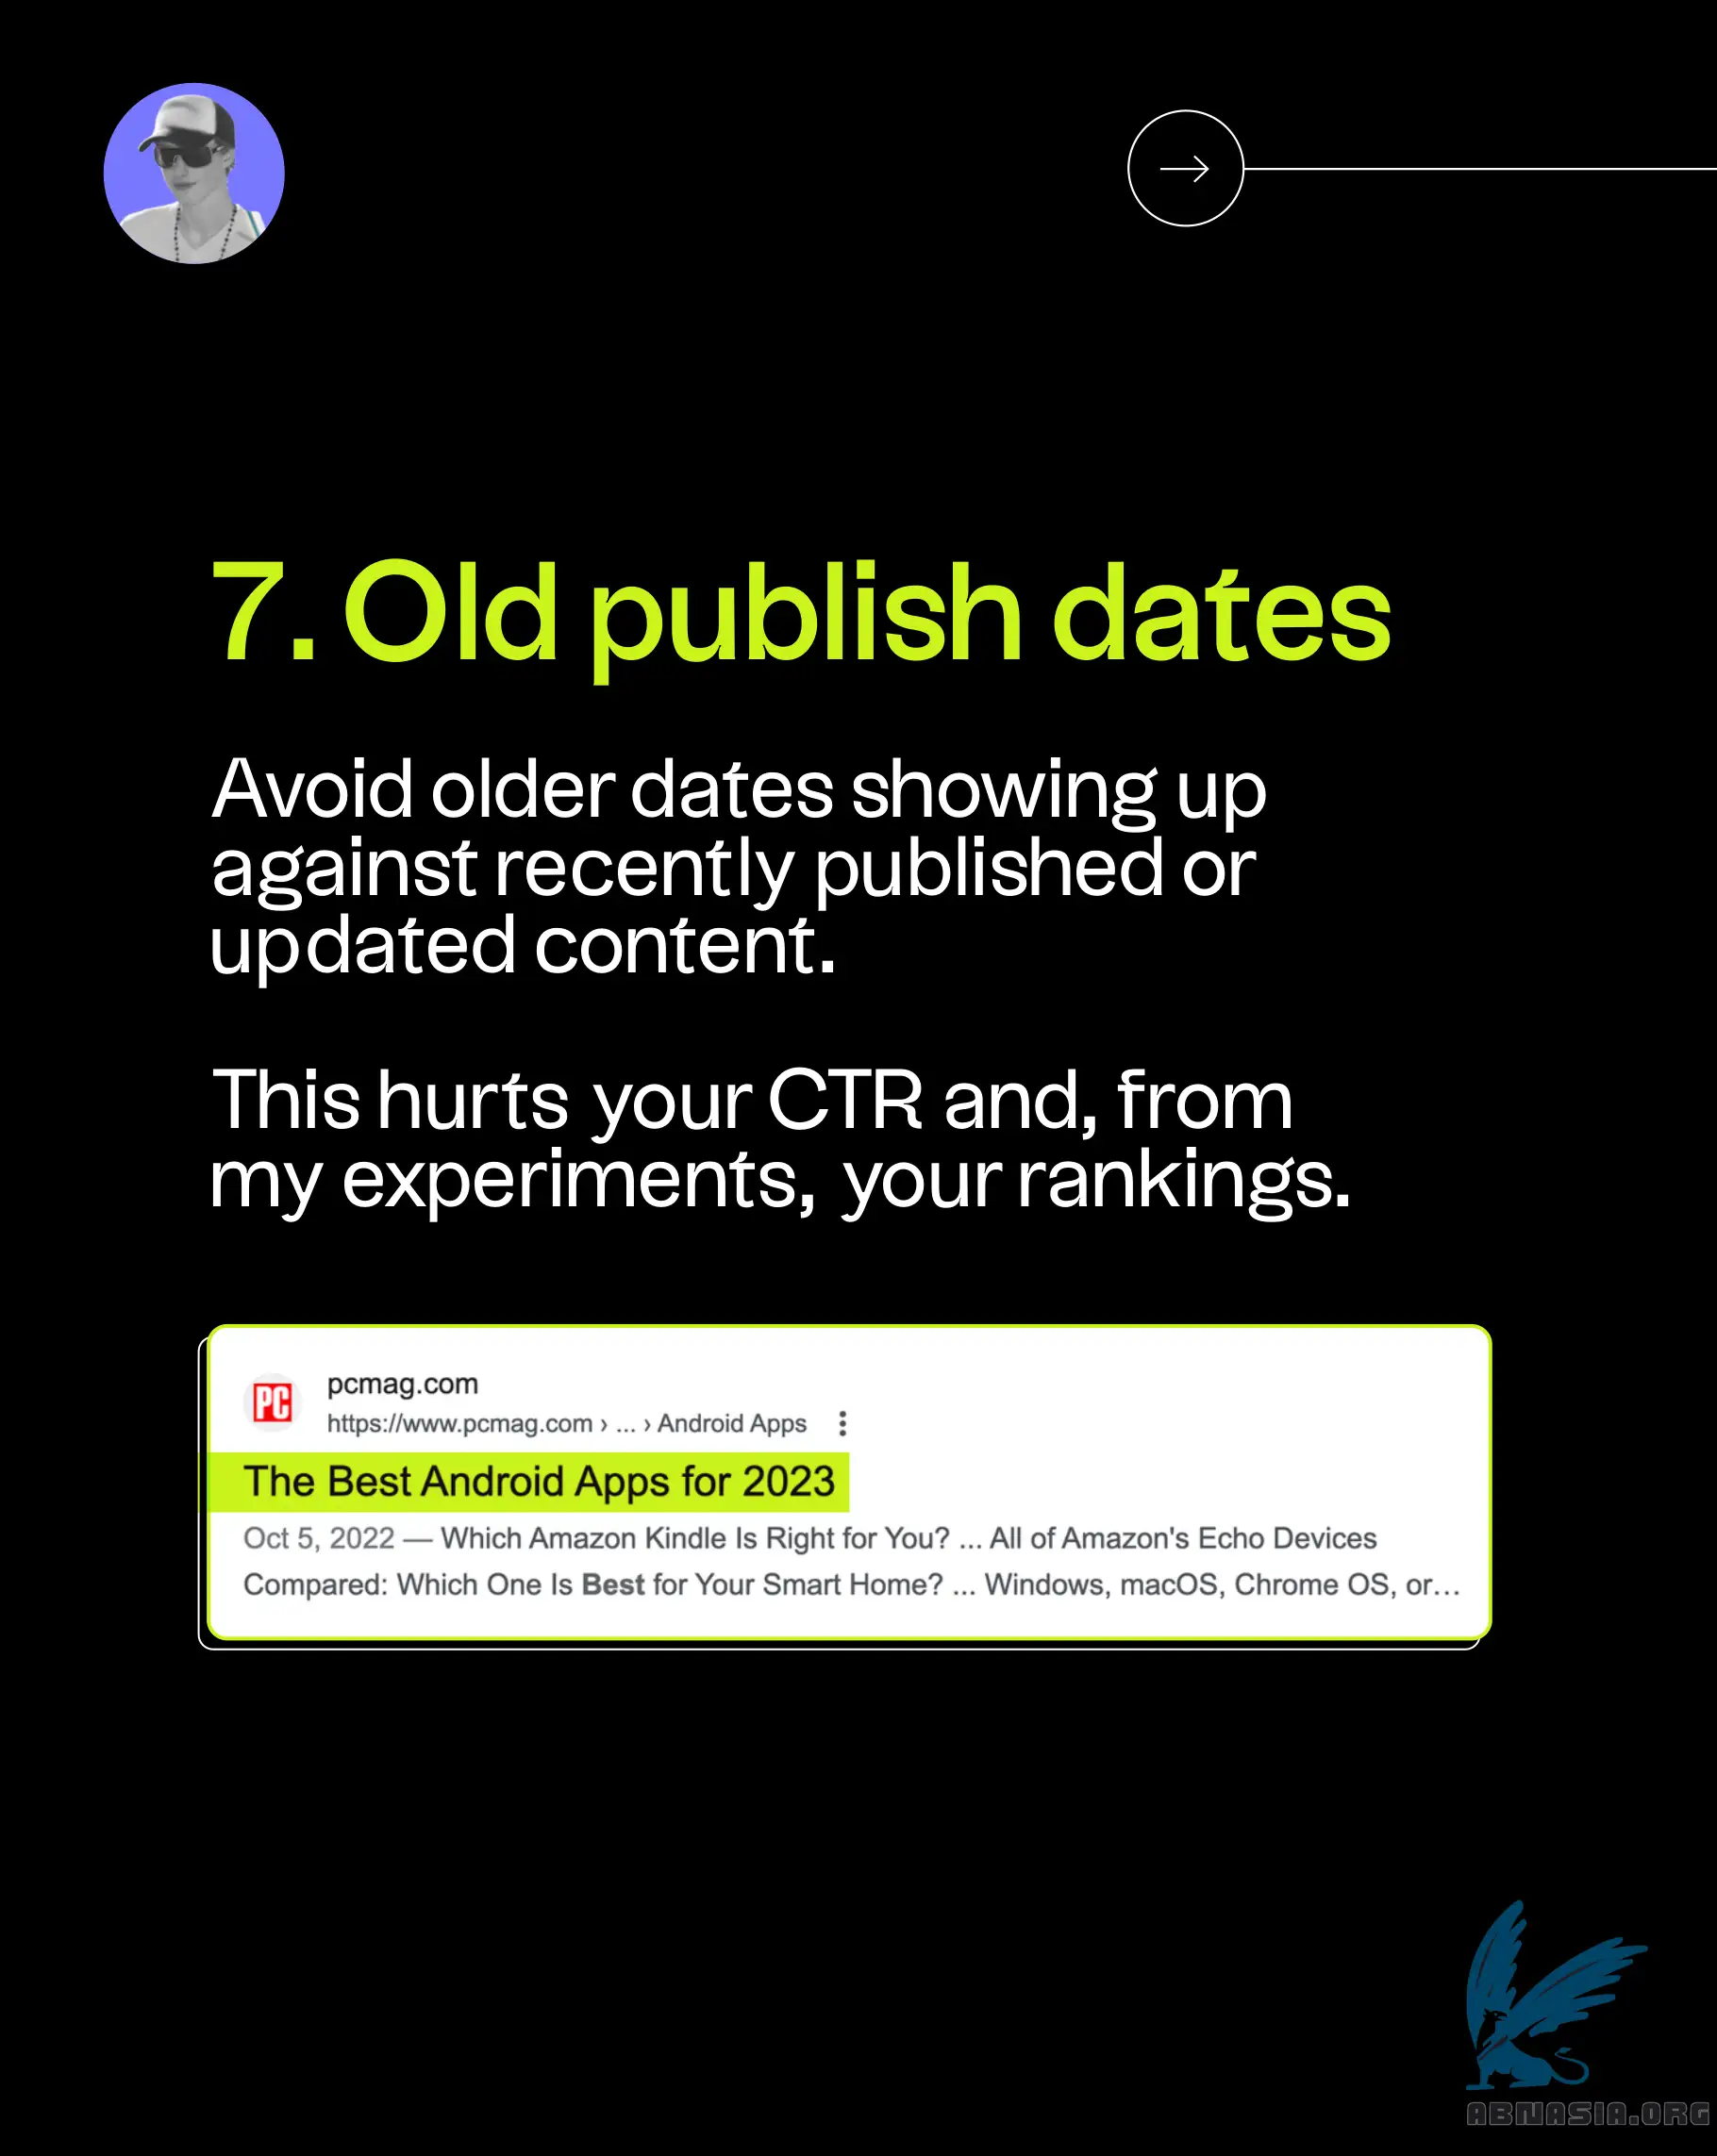 7. Old publish dates
Avoid older dates showing up
against recently published or
updated content.
This hurts your CTR and, from
my experiments, your rankings.
PC
pcmag.com
https://www.pcmag.com › ... › Android Apps
The Best Android Apps for 2023
Oct 5, 2022 — Which Amazon Kindle Is Right for You? ... All of Amazon's Echo Devices
Compared: Which One Is Best for Your Smart Home? ... Windows, macOS, Chrome OS, or…
ABNASIA.ORG